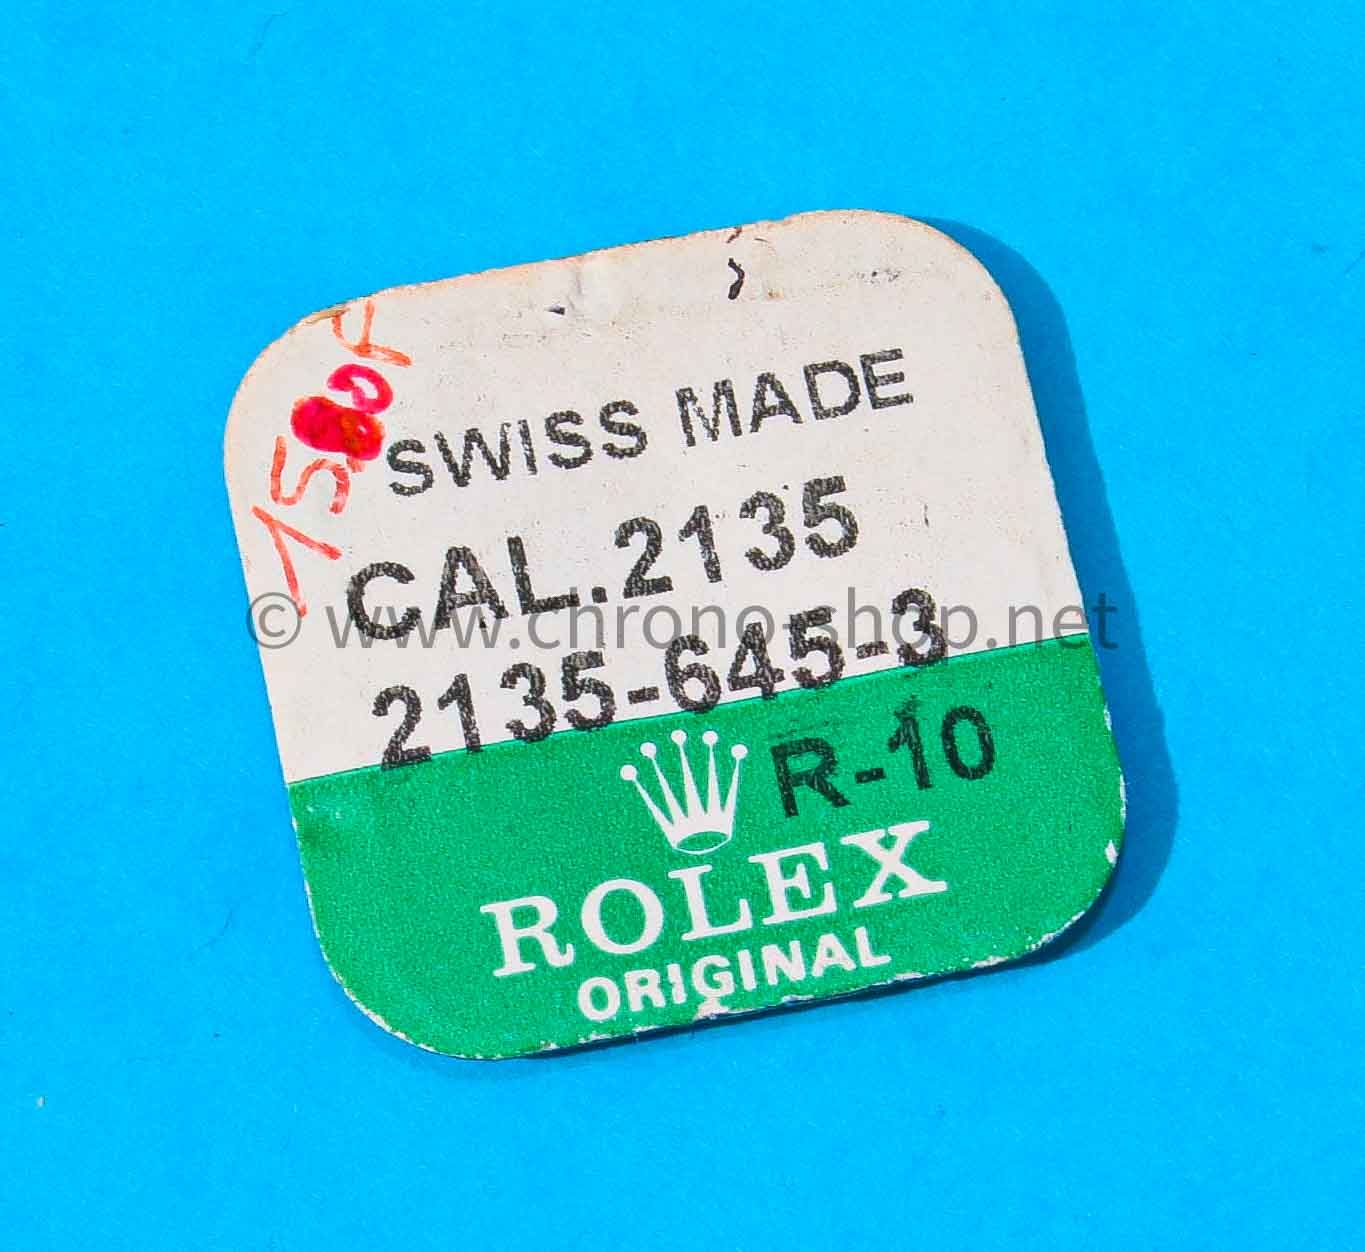 SWISS MADE
CAL.2135
© www.chrono-shop.net
2135-645-3
R-10
ROLEX
ORIGINAL